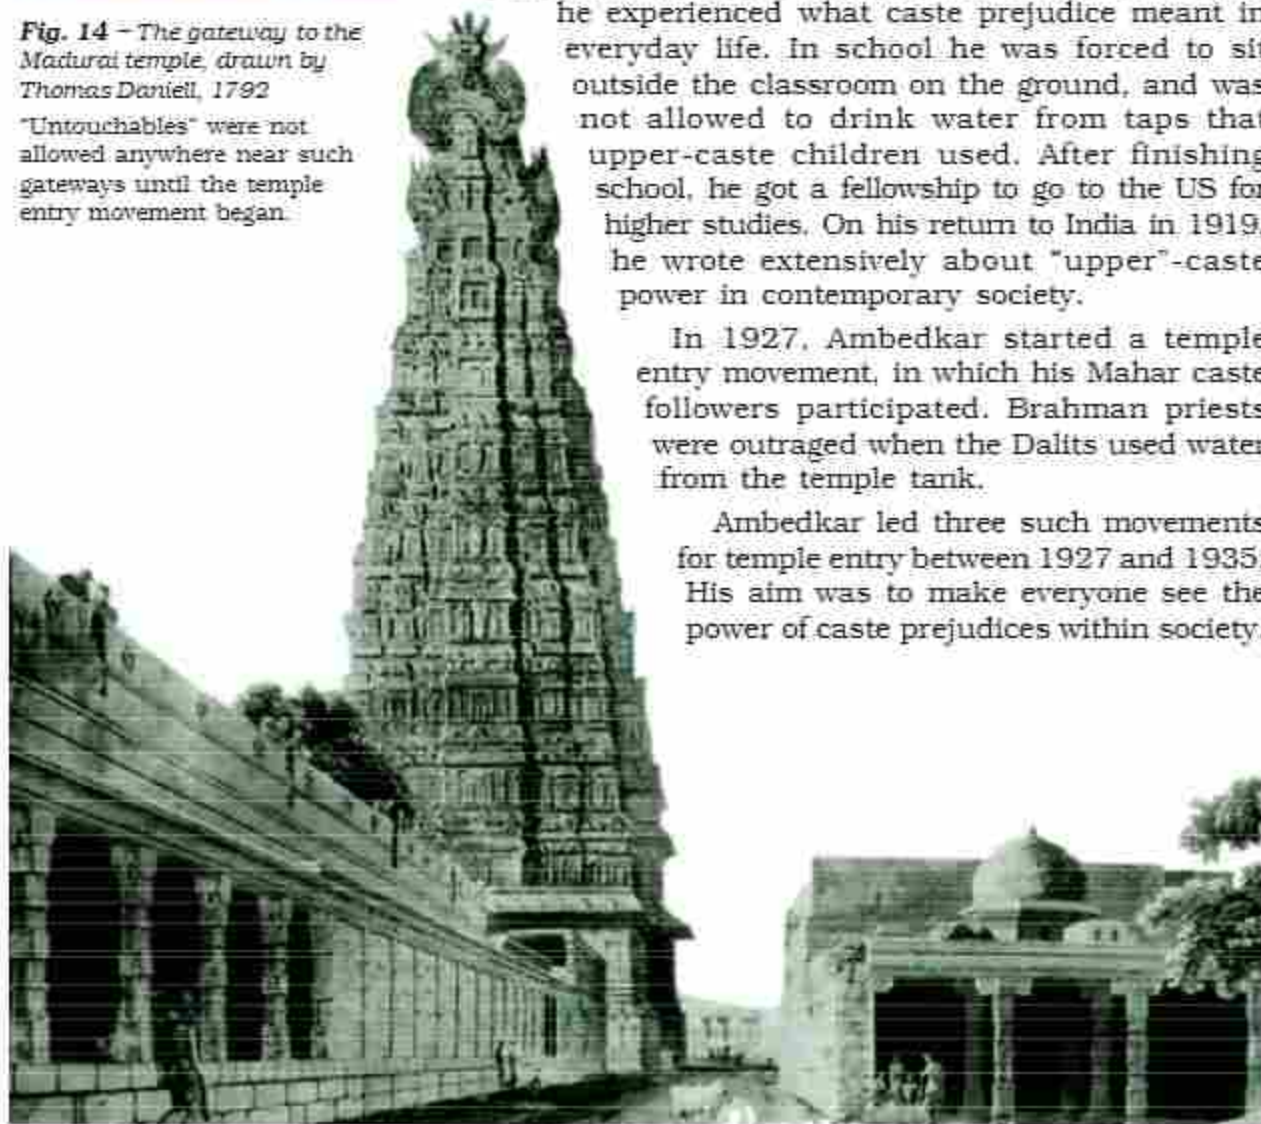 Fig. 14 – The gateway to the
Madurai temple, drawn by
Thomas Daniell, 1792
"Untouchables" were not
allowed anywhere near such
gateways until the temple
entry movement began.
he experienced what caste prejudice meant in
everyday life. In school he was forced to sit
outside the classroom on the ground, and was
not allowed to drink water from taps that
upper-caste children used. After finishing
school, he got a fellowship to go to the US for
higher studies. On his return to India in 1919,
he wrote extensively about "upper"-caste
power in contemporary society.
In 1927, Ambedkar started a temple
entry movement, in which his Mahar caste
followers participated. Brahman priests
were outraged when the Dalits used water
from the temple tank.
Ambedkar led three such movements
for temple entry between 1927 and 1935.
His aim was to make everyone see the
power of caste prejudices within society.